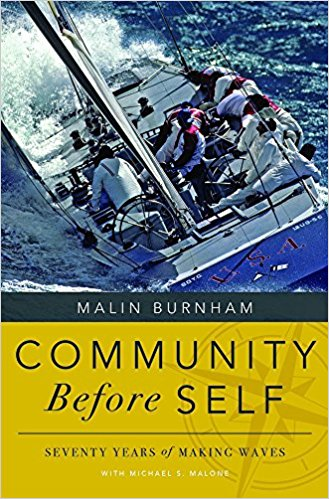 U.S.A.
MALIN BURNHAM
COMMUNITY
Before SELF
SEVENTY YEARS of MAKING WAVES
WITH MICHAEL S. MALONE